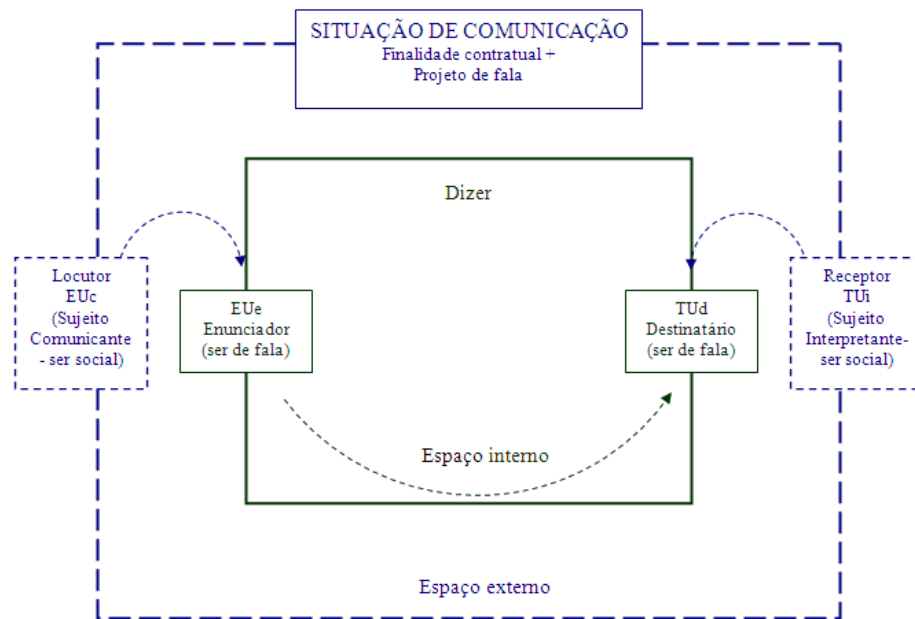 SITUAÇÃO DE COMUNICAÇÃO
Finalidade contratual +
Projeto de fala
Dizer
Locutor
EUc
(Sujeito
Comunicante
- ser social)
EUe
Enunciador
(ser de fala)
TUd
Destinatário
(ser de fala)
Receptor
TUi
(Sujeito
Interpretante-
ser social)
Espaço interno
Espaço externo